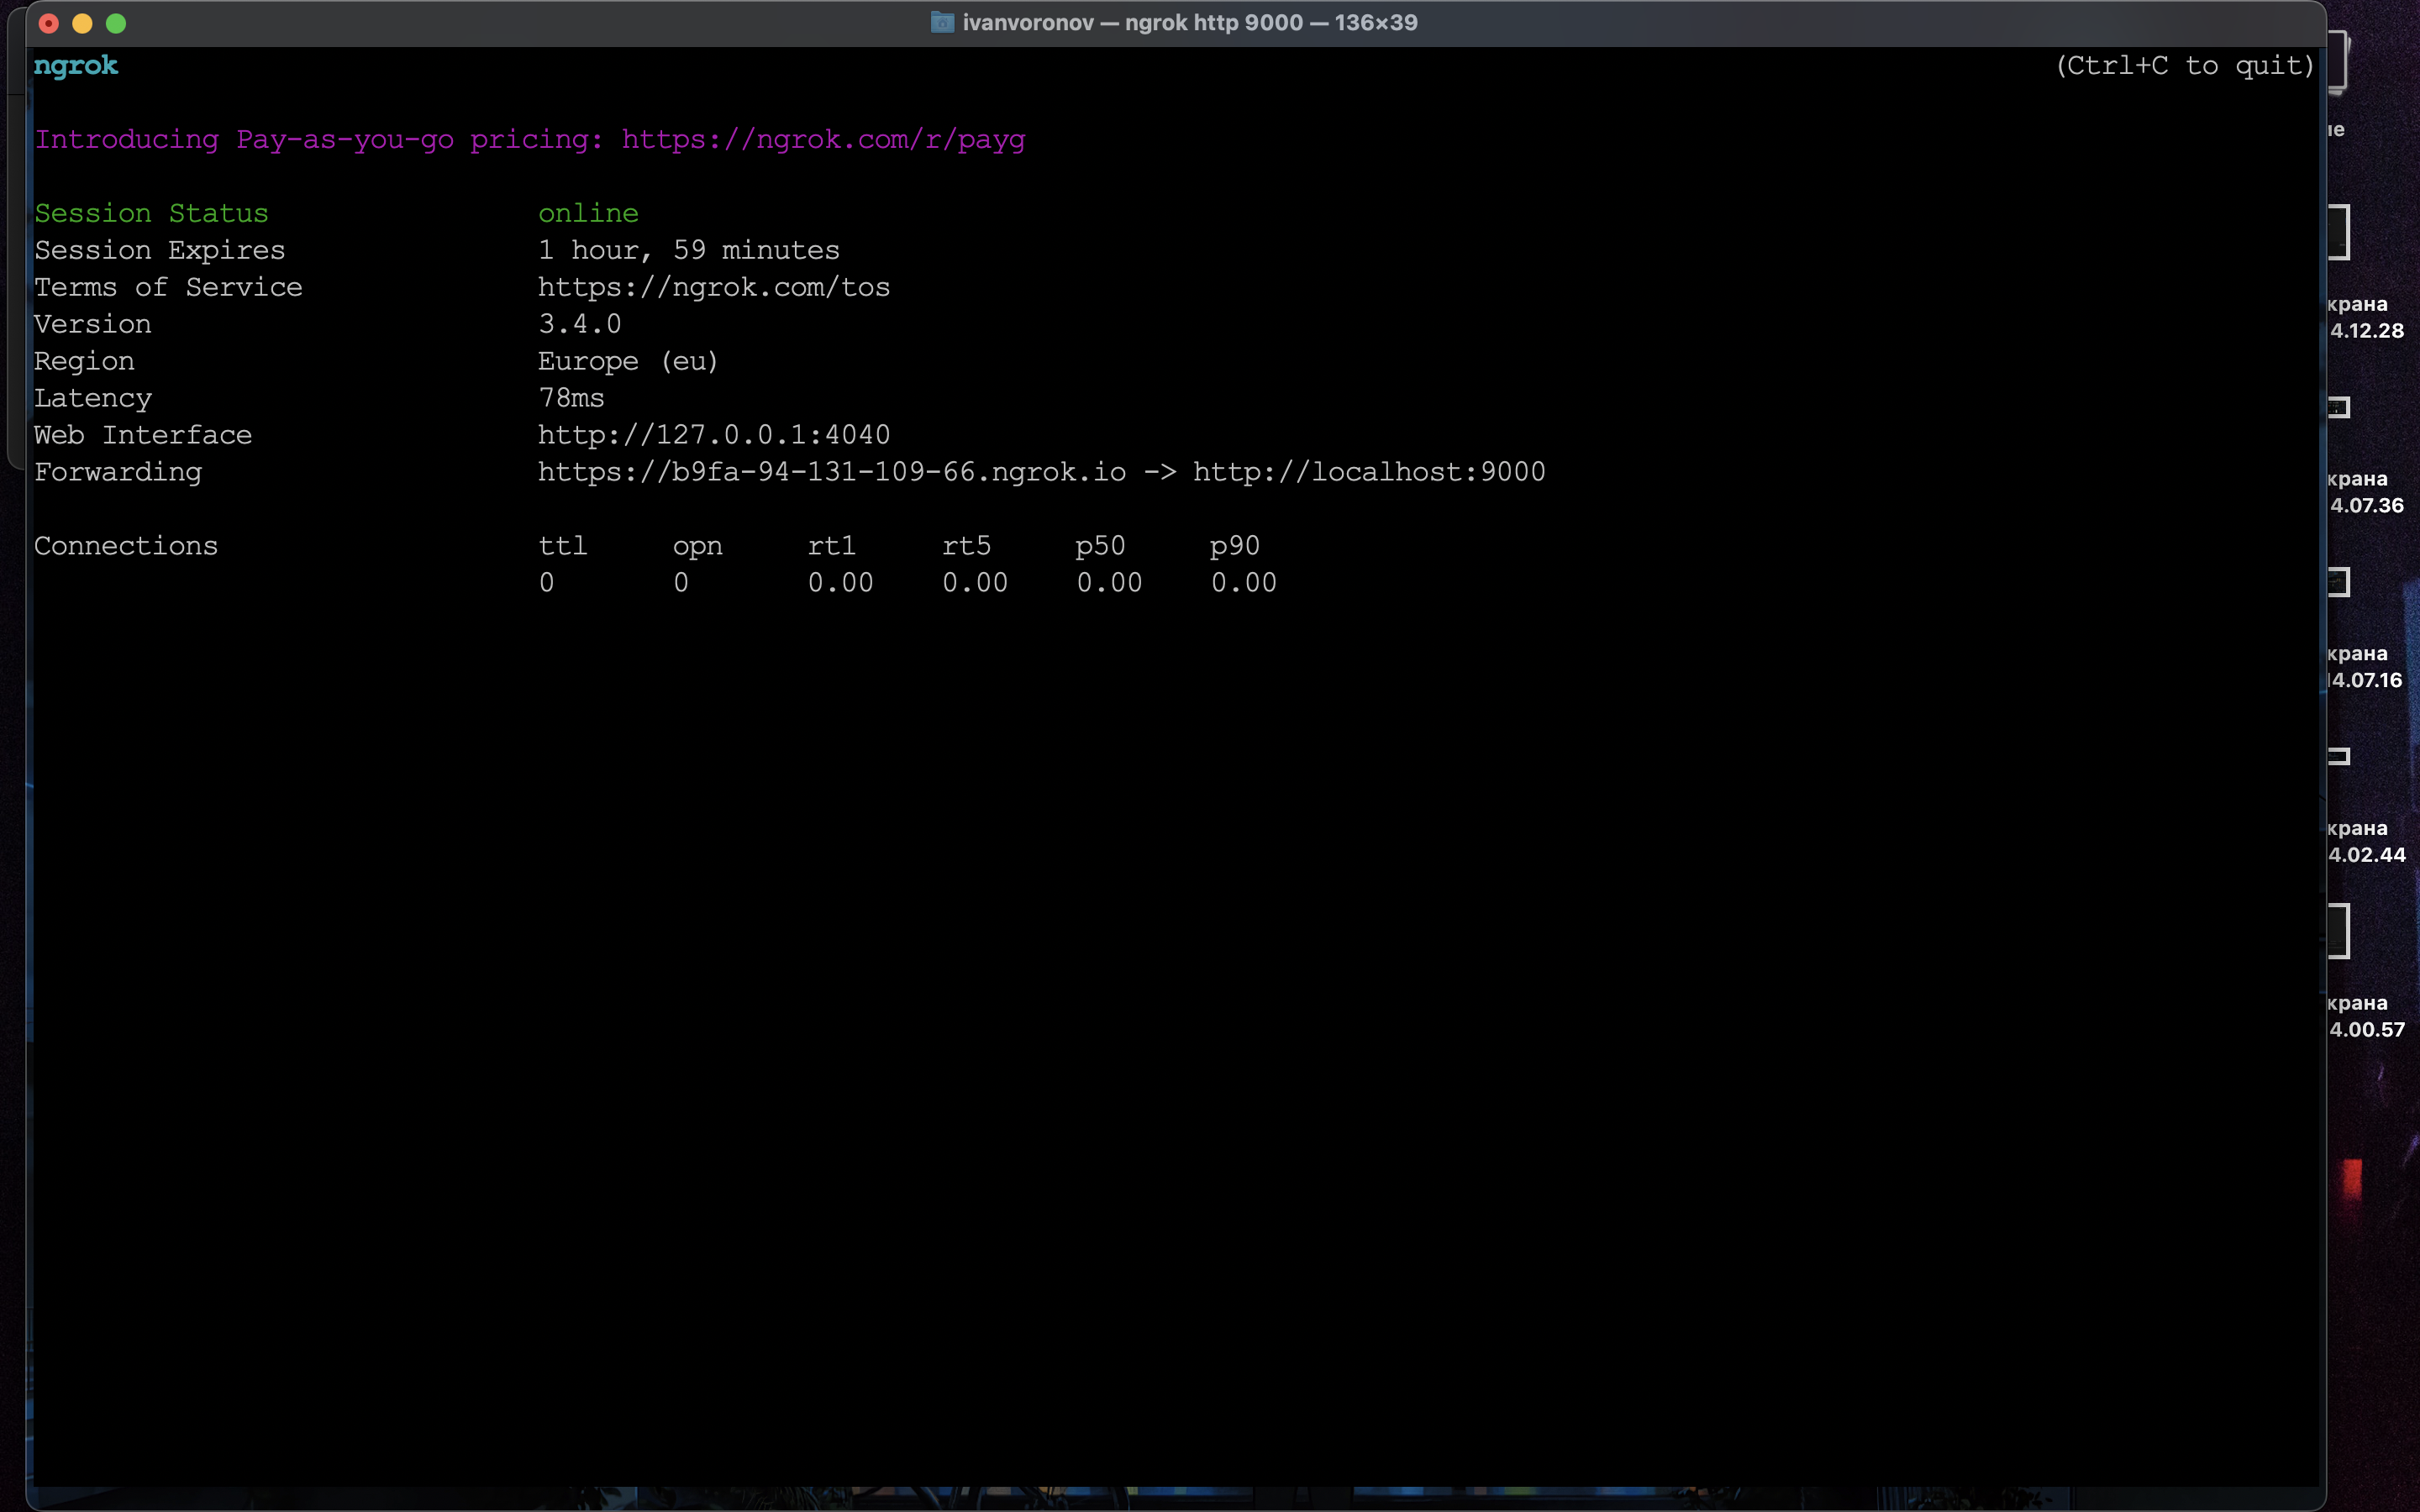 ivanvoronov — ngrok http 9000 — 136×39
ngrok (Ctrl+C to quit)
Introducing Pay-as-you-go pricing: https://ngrok.com/r/payg
Session Status online
Session Expires 1 hour, 59 minutes
Terms of Service https://ngrok.com/tos
Version 3.4.0
Region Europe (eu)
Latency 78ms
Web Interface http://127.0.0.1:4040
Forwarding https://b9fa-94-131-109-66.ngrok.io -> http://localhost:9000
Connections ttl opn rt1 rt5 p50 p90
0 0 0.00 0.00 0.00 0.00
крана
4.12.28
крана
4.07.36
крана
4.07.16
крана
4.02.44
крана
4.00.57